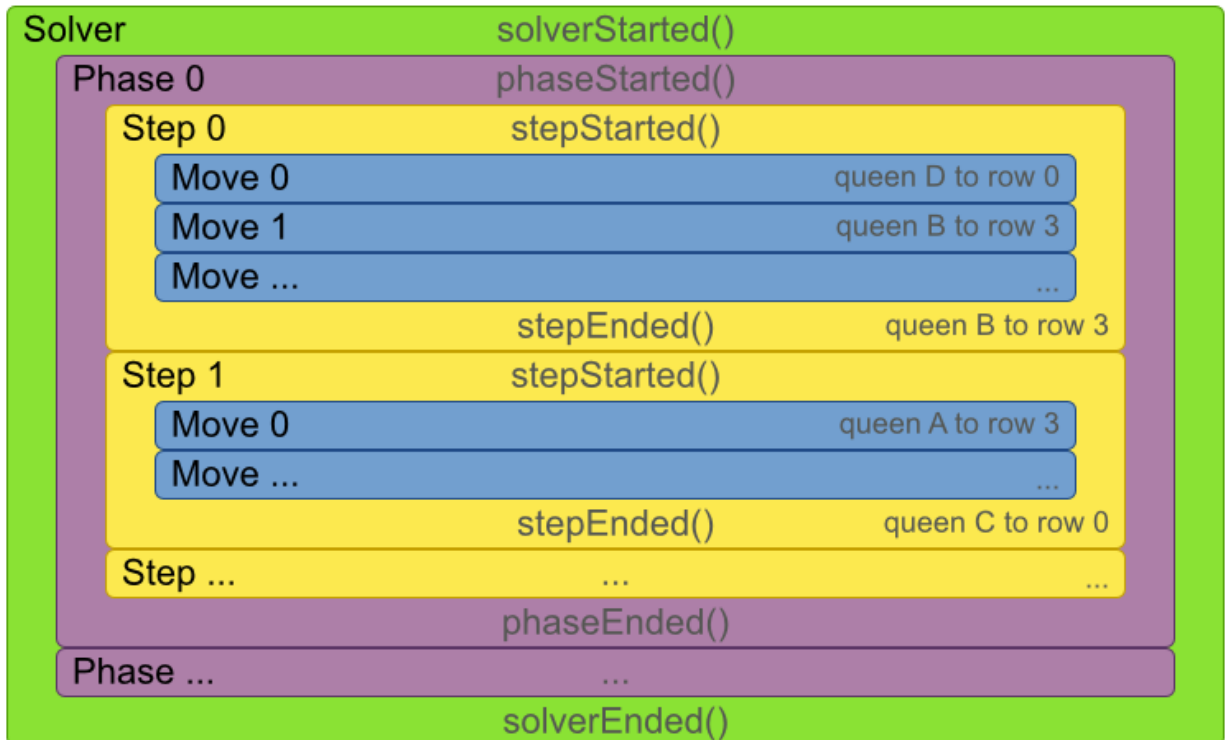 Solver solverStarted()
Phase 0 phaseStarted()
Step 0 stepStarted()
Move 0 queen D to row 0
Move 1 queen B to row 3
Move ... ...
stepEnded() queen B to row 3
Step 1 stepStarted()
Move 0 queen A to row 3
Move ... ...
stepEnded() queen C to row 0
Step ... ... ...
phaseEnded()
Phase ... ...
solverEnded()